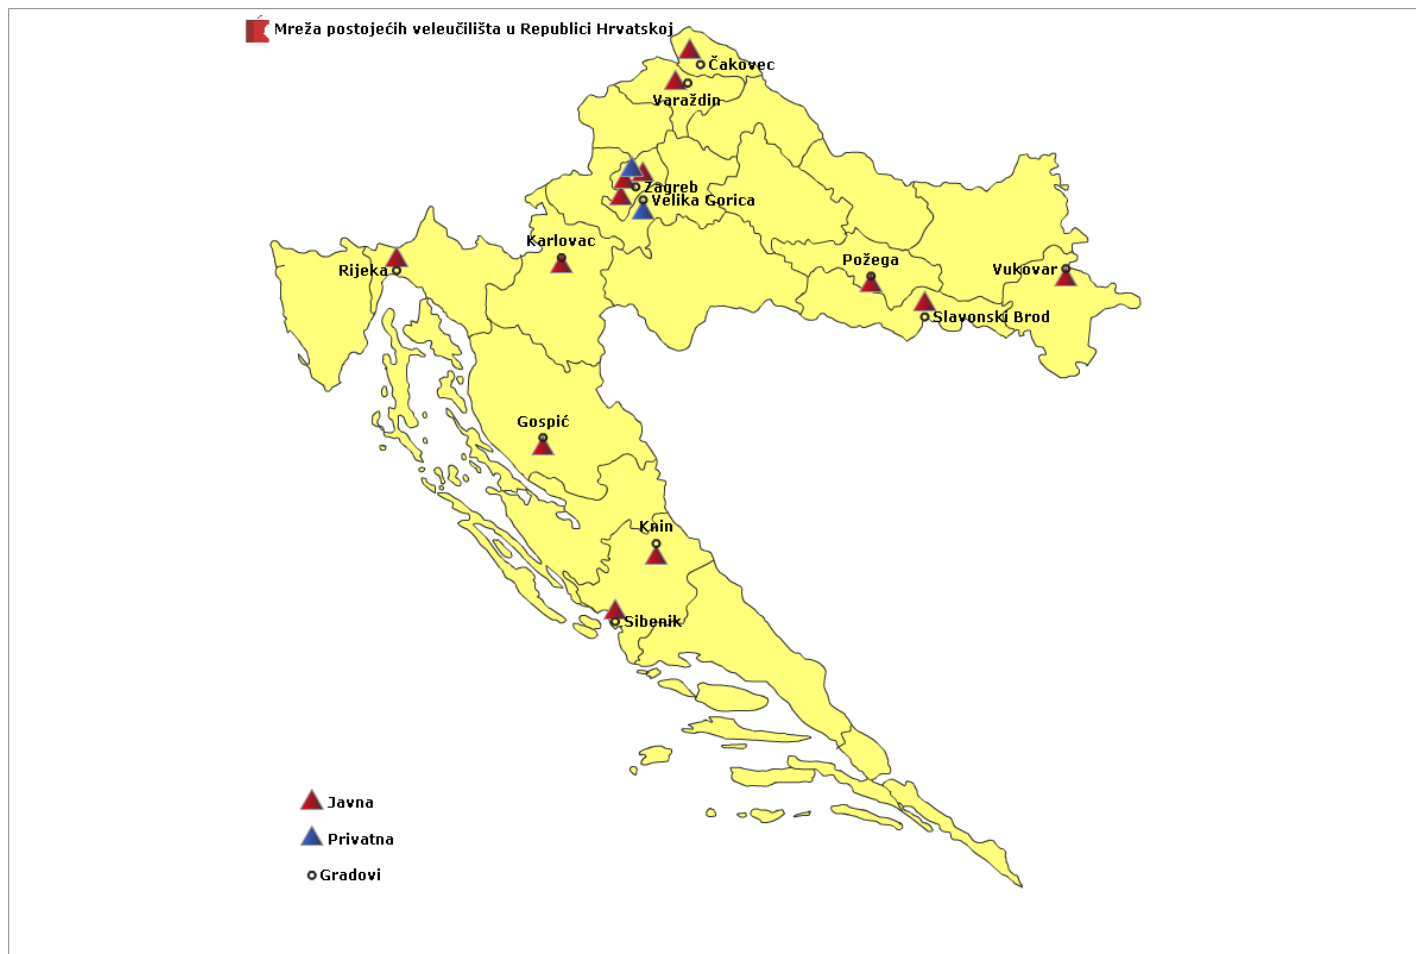 Mreža postojećih veleučilišta u Republici Hrvatskoj
Čakovec
Varaždin
Zagreb
Velika Gorica
Karlovac
Rijeka
Požega
Vukovar
Slavonski Brod
Gospić
Knin
Sibenik
Javna
Privatna
Gradovi